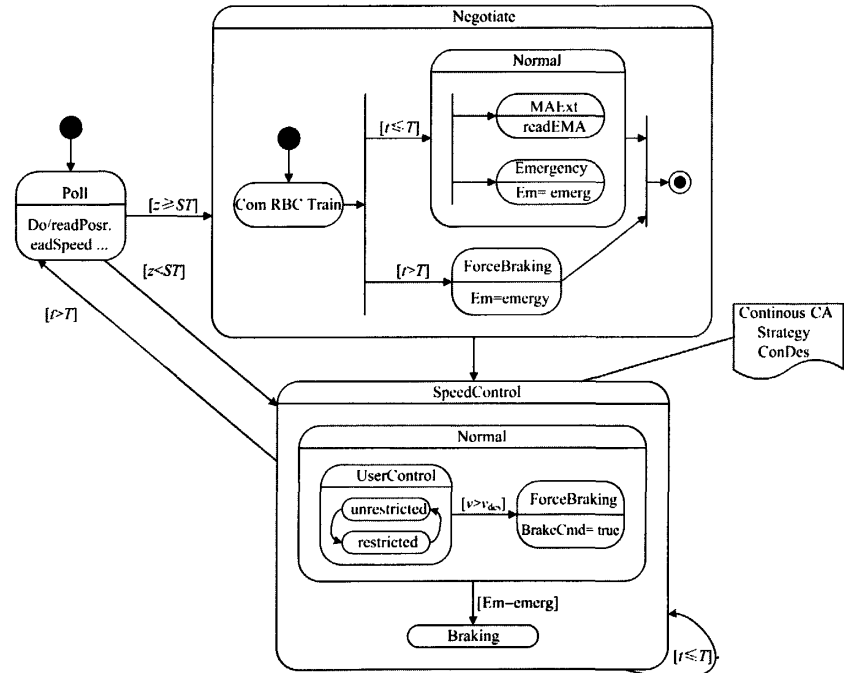 Negotiate
Normal
MAExt
readEMA
Emergency
Em= emerg
[t≤T]
Com RBC Train
Poll
Do/readPosr.
eadSpeed ...
[z≥ST]
[z<ST]
[t>T]
[t>T]
ForceBraking
Em=emergy
Continous CA
Strategy
ConDes
SpeedControl
Normal
UserControl
unrestricted
restricted
[v>vdes]
ForceBraking
BrakeCmd= true
[Em=emerg]
Braking
[t≤T]